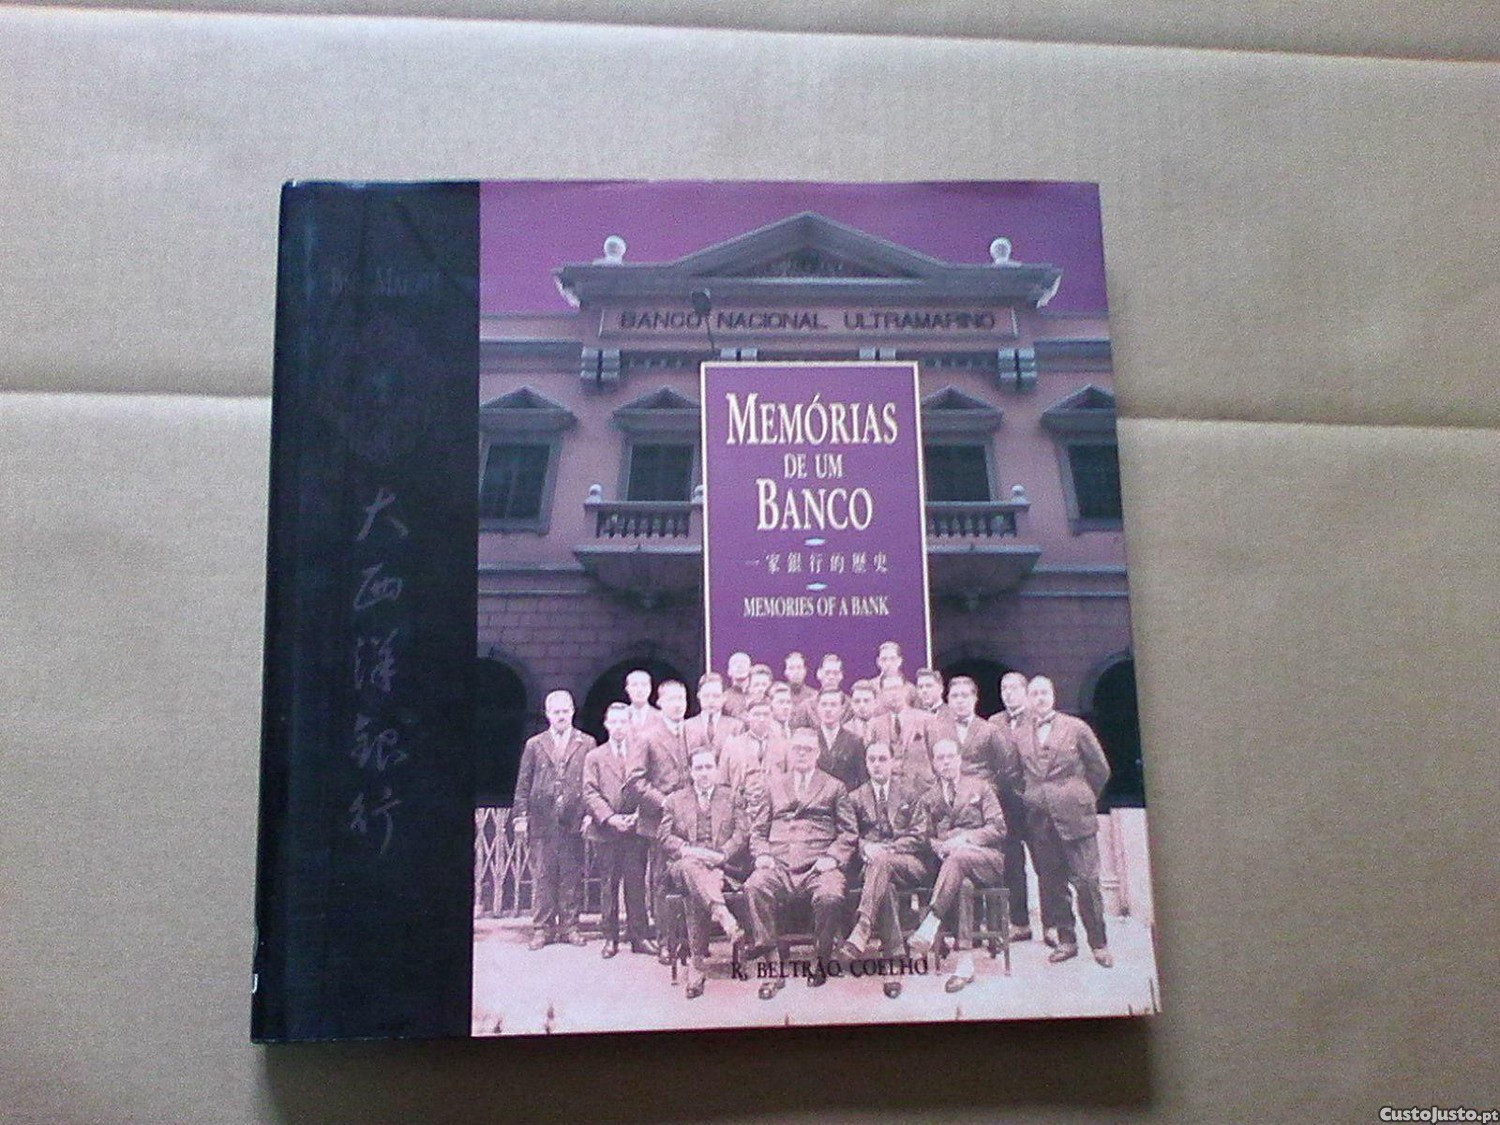 BANCO NACIONAL ULTRAMARINO
MEMÓRIAS
DE UM
BANCO
一家銀行的歷史
MEMORIES OF A BANK
大西洋銀行
R. BELTRÃO COELHO
CustoJusto.pt